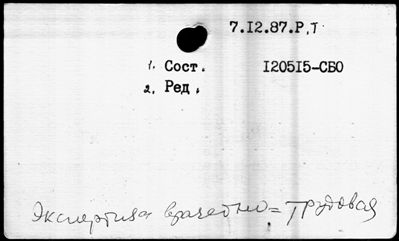 7.12.87.Р,Т
1. Сост. 120515-СБО
2. Ред.
Экспертиза врачебно-трудовая